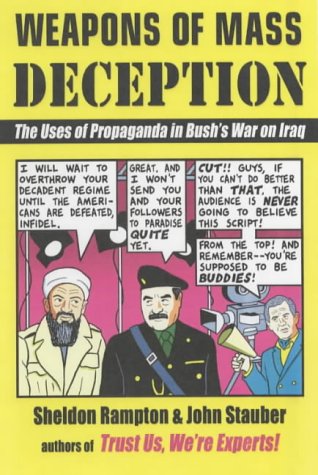 WEAPONS OF MASS
DECEPTION
The Uses of Propaganda in Bush's War on Iraq
I WILL WAIT TO
OVERTHROW YOUR
DECADENT REGIME
UNTIL THE AMERI-
CANS ARE DEFEATED,
INFIDEL.
GREAT. AND
I WON'T
SEND YOU
AND YOUR
FOLLOWERS
TO PARADISE
QUITE
YET.
CUT!! GUYS, IF
YOU CAN'T DO BETTER
THAN THAT, THE
AUDIENCE IS NEVER
GOING TO BELIEVE
THIS SCRIPT!
FROM THE TOP! AND
REMEMBER--YOU'RE
SUPPOSED TO BE
BUDDIES!
Sheldon Rampton & John Stauber
authors of Trust Us, We're Experts!